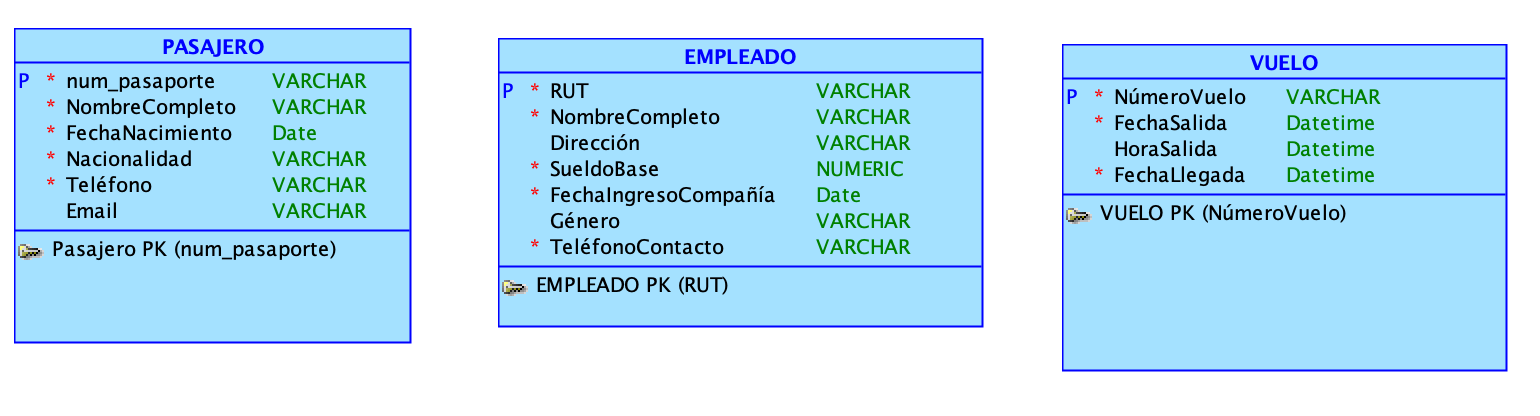 PASAJERO
P * num_pasaporte VARCHAR
* NombreCompleto VARCHAR
* FechaNacimiento Date
* Nacionalidad VARCHAR
* Teléfono VARCHAR
Email VARCHAR
Pasajero PK (num_pasaporte)
EMPLEADO
P * RUT VARCHAR
* NombreCompleto VARCHAR
Dirección VARCHAR
* SueldoBase NUMERIC
* FechaIngresoCompañía Date
Género VARCHAR
* TeléfonoContacto VARCHAR
EMPLEADO PK (RUT)
VUELO
P * NúmeroVuelo VARCHAR
* FechaSalida Datetime
HoraSalida Datetime
* FechaLlegada Datetime
VUELO PK (NúmeroVuelo)